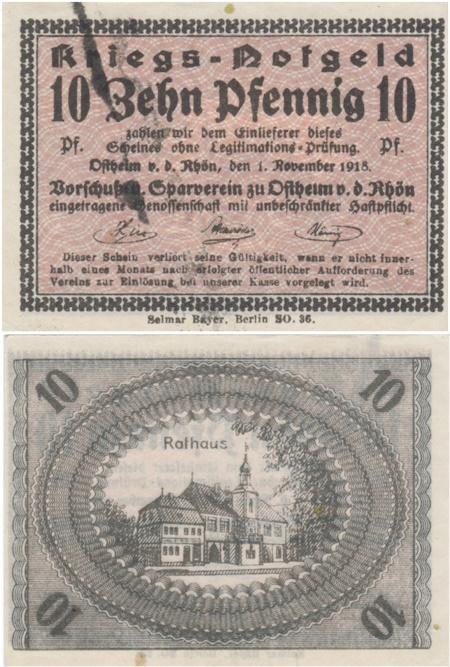 Kriegs-Notgeld
10 Zehn Pfennig 10
Pf. zahlen wir dem Einlieferer dieses Pf.
Scheines ohne Legitimations-Prüfung.
Ostheim v. d. Rhön, den 1. November 1918.
Vorschuß u. Sparverein zu Ostheim v. d. Rhön
eingetragene Genossenschaft mit unbeschränkter Haftpflicht.
Dieser Schein verliert seine Gültigkeit, wann er nicht inner-
halb eines Monats nach erfolgter öffentlicher Aufforderung des
Vereins zur Einlösung bei unserer Kasse vorgelegt wird.
Selmar Bayer, Berlin SO. 36.
10 10
Rathaus
10 10